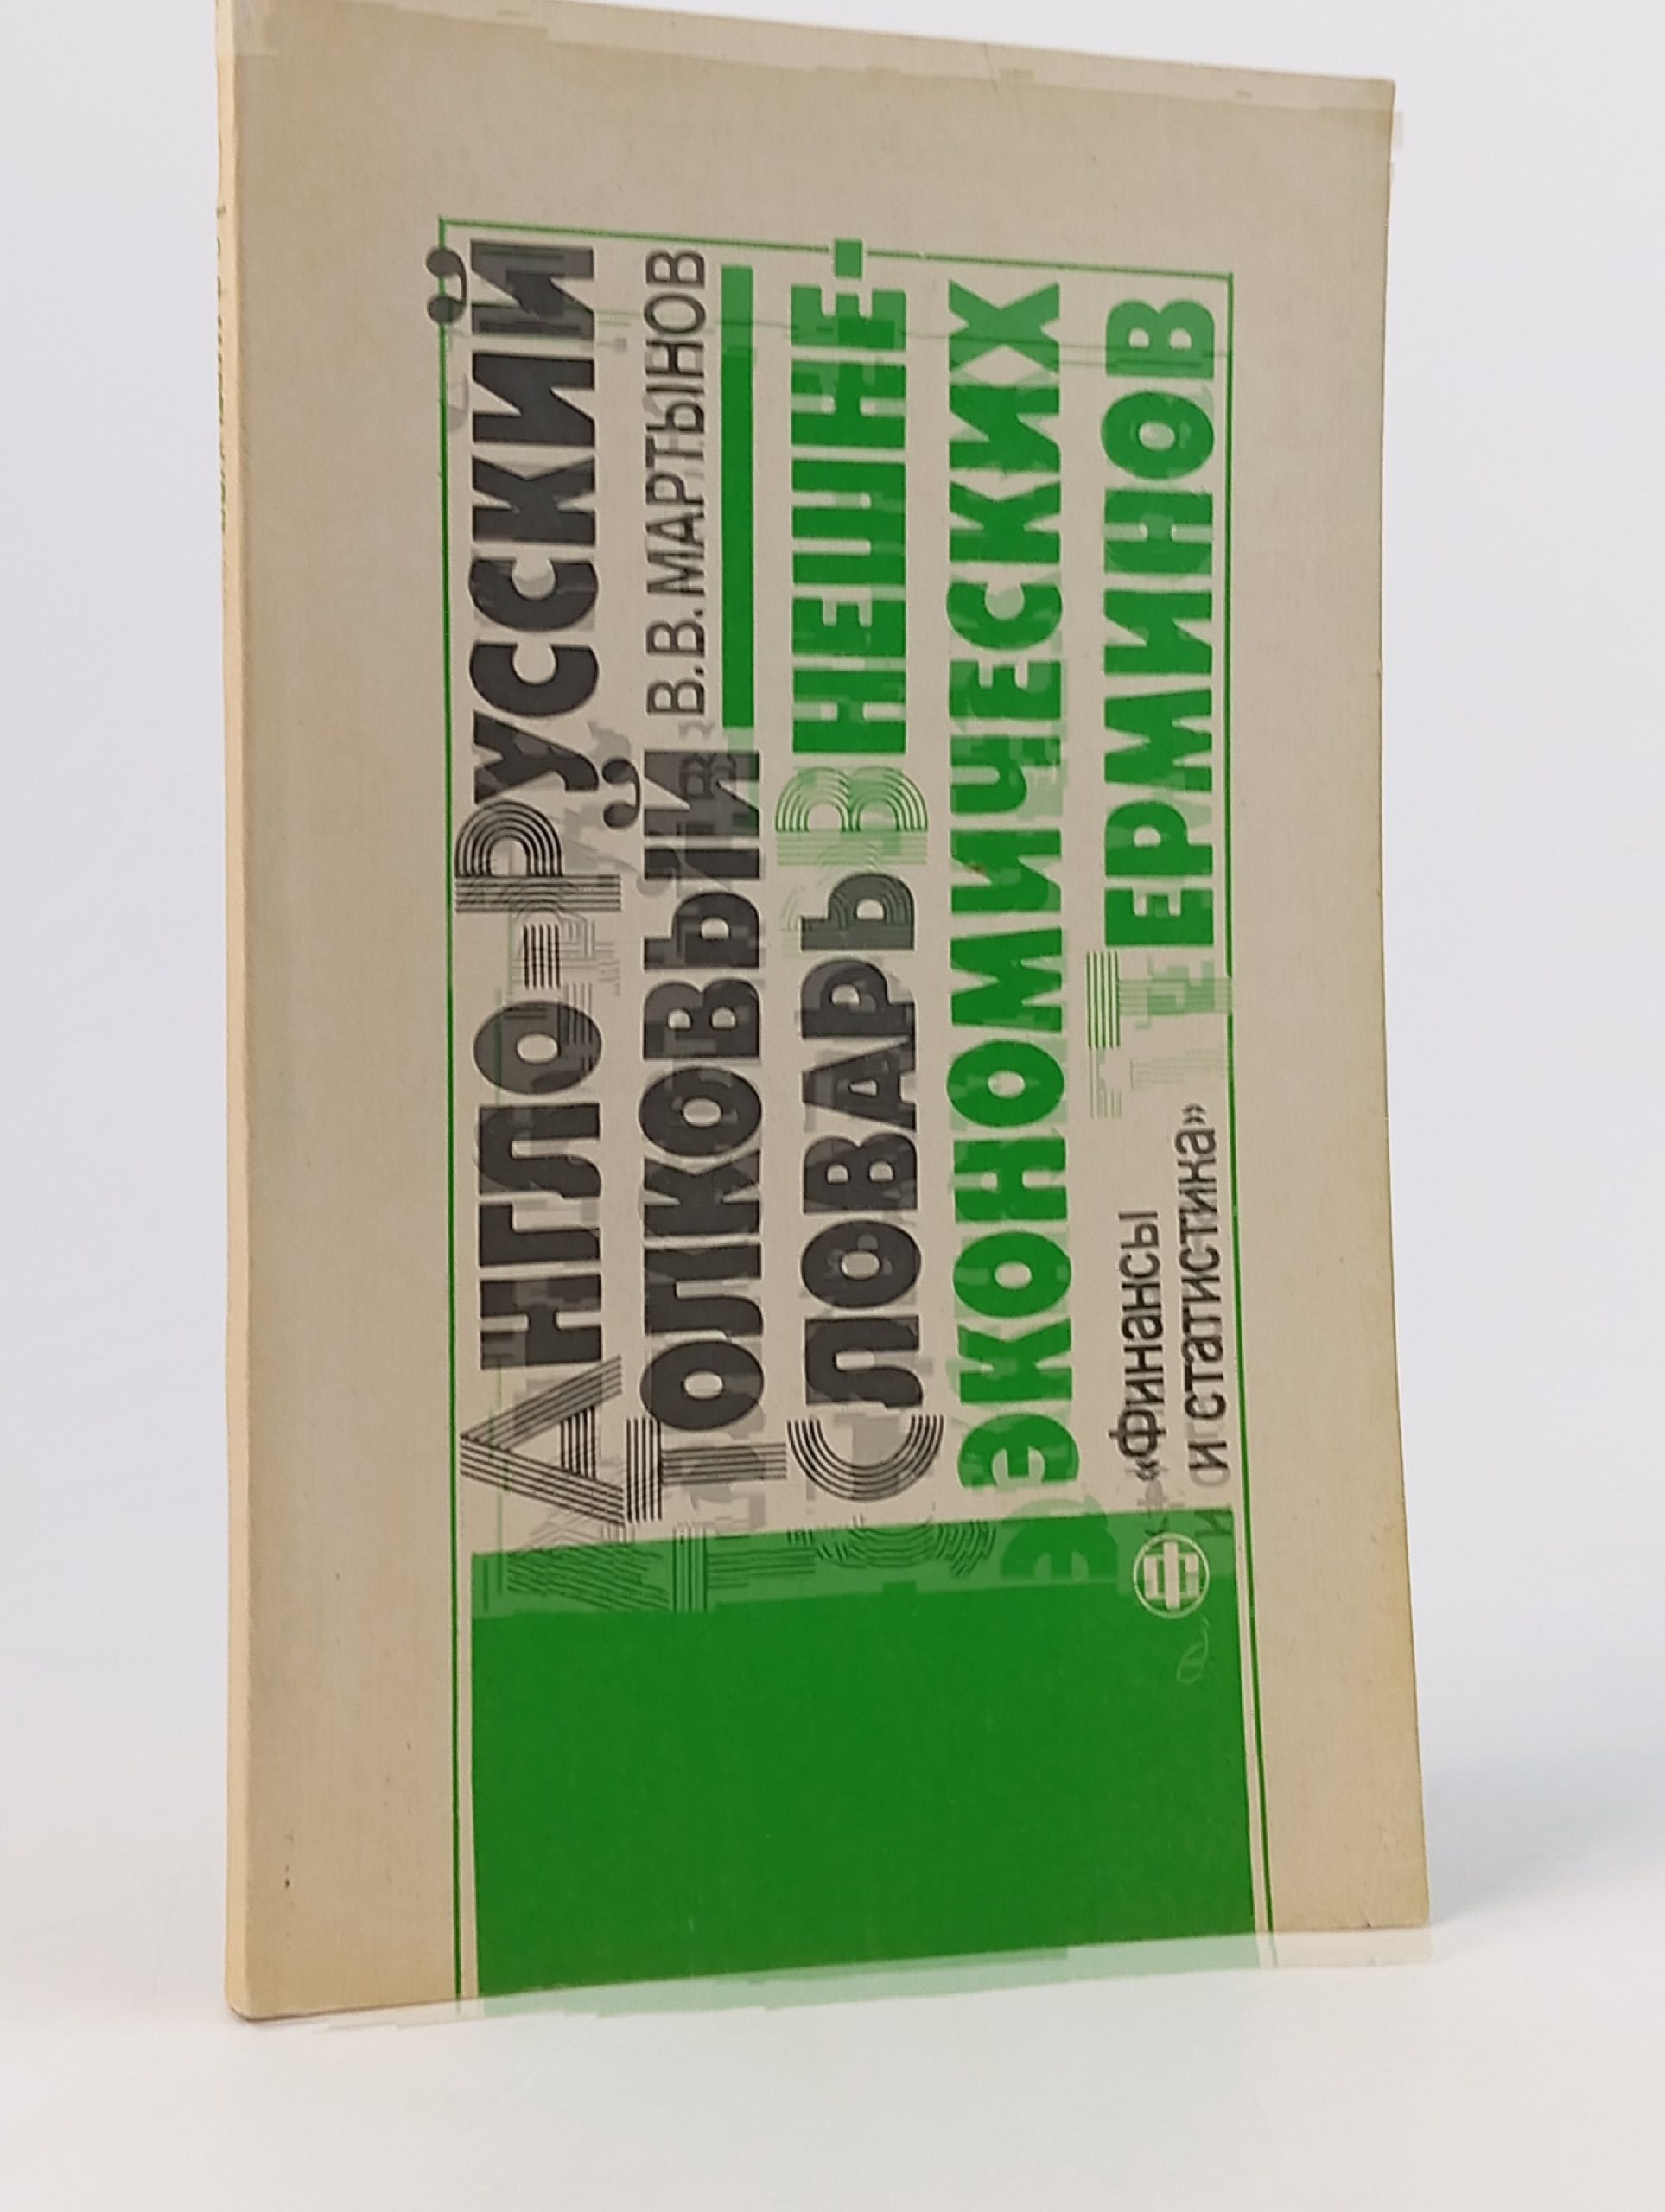 Англо-Русский
Толковый
В.В.МАРТЫНОВ
Словарь Внешне-
экономических
Терминов
«Финансы
и статистика»